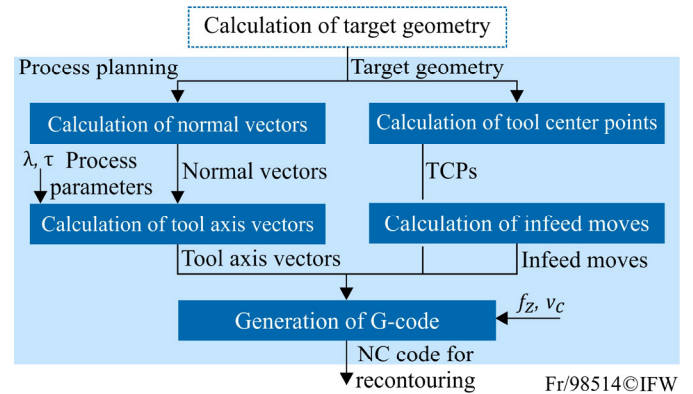 Calculation of target geometry
Process planning
Target geometry
Calculation of normal vectors
Calculation of tool center points
λ, τ Process
parameters
Normal vectors
TCPs
Calculation of tool axis vectors
Calculation of infeed moves
Tool axis vectors
Infeed moves
Generation of G-code
f_Z, v_C
NC code for
recontouring
Fr/98514©IFW